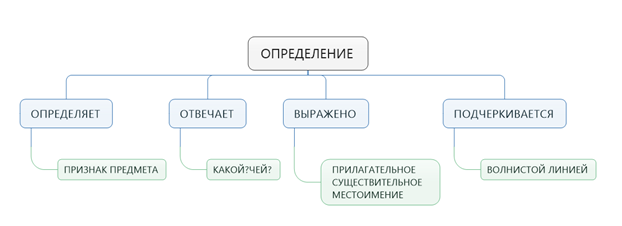 ОПРЕДЕЛЕНИЕ
ОПРЕДЕЛЯЕТ
ОТВЕЧАЕТ
ВЫРАЖЕНО
ПОДЧЕРКИВАЕТСЯ
ПРИЗНАК ПРЕДМЕТА
КАКОЙ?ЧЕЙ?
ПРИЛАГАТЕЛЬНОЕ
СУЩЕСТВИТЕЛЬНОЕ
МЕСТОИМЕНИЕ
ВОЛНИСТОЙ ЛИНИЕЙ